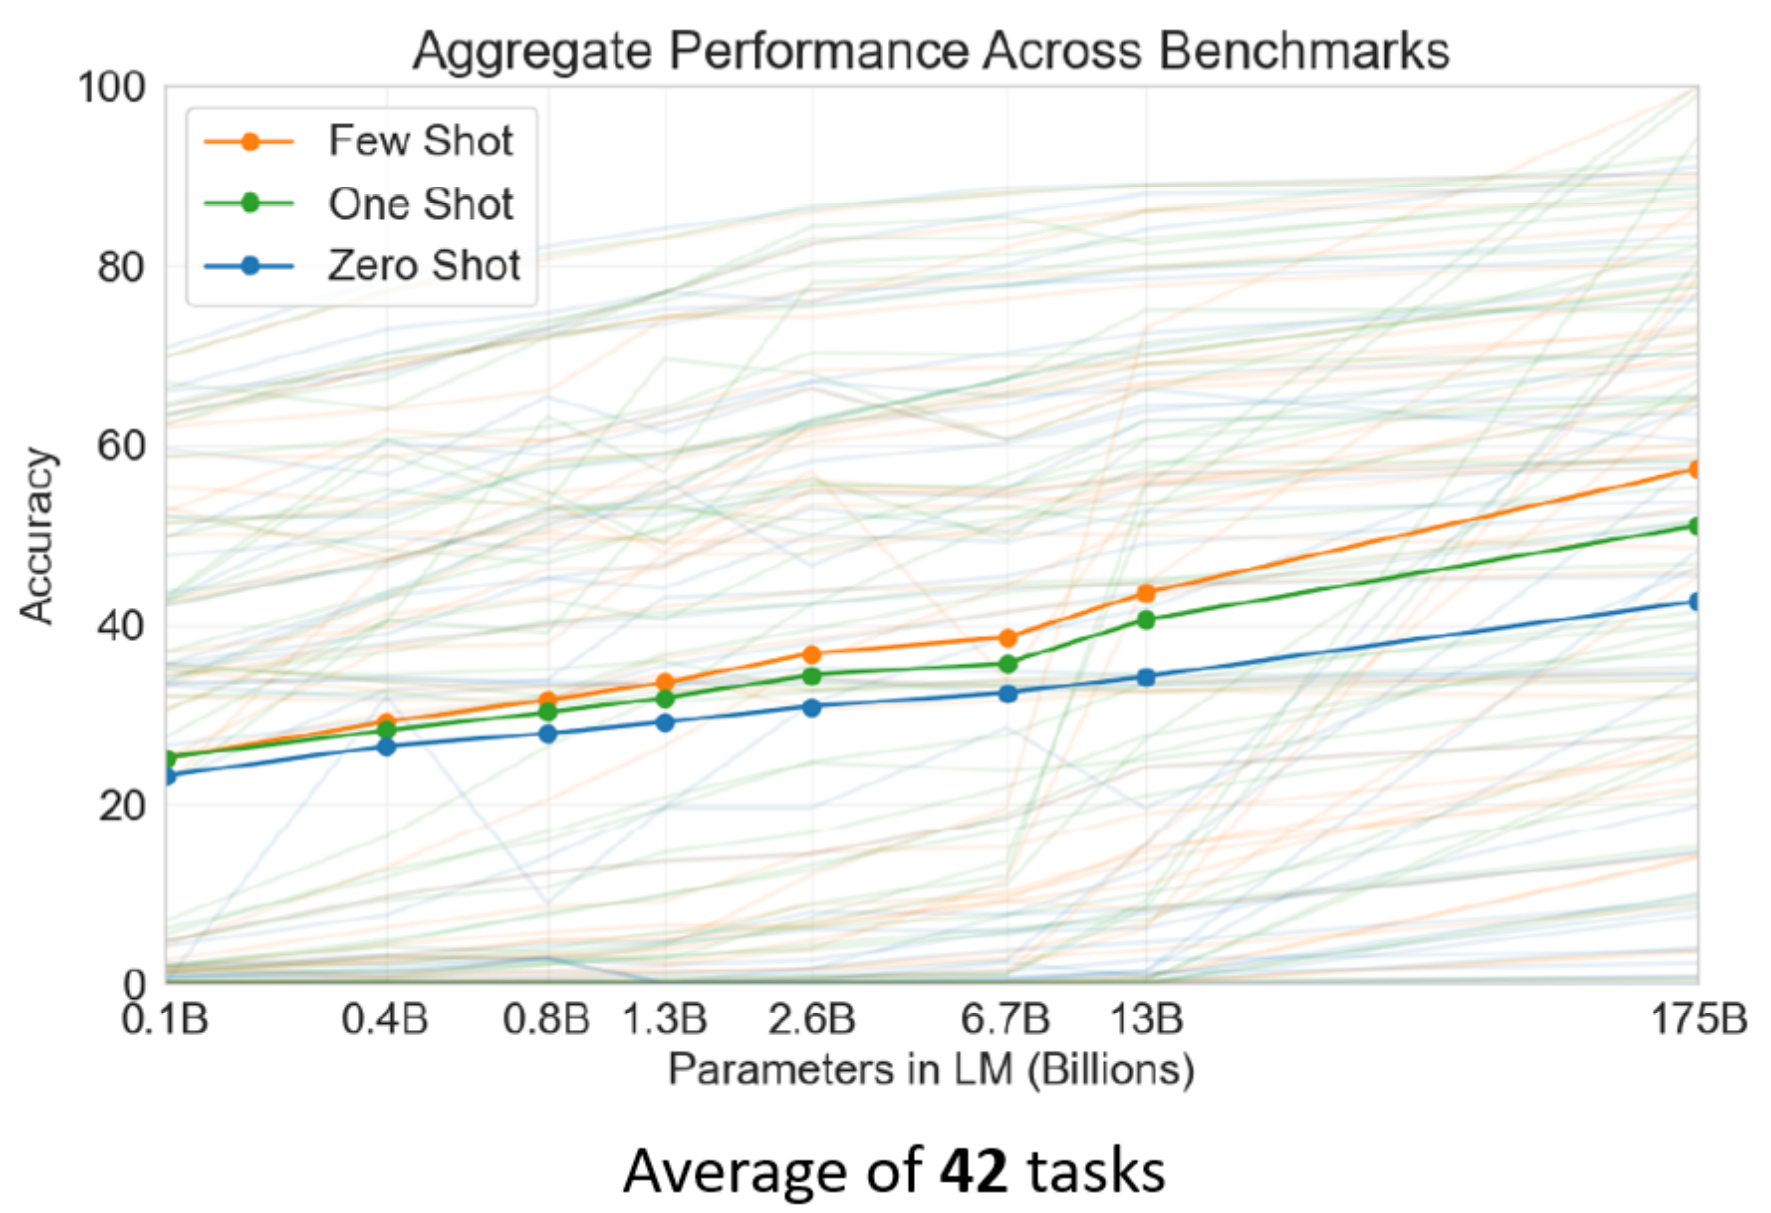 Aggregate Performance Across Benchmarks
100
80
60
40
20
0
Few Shot
One Shot
Zero Shot
Accuracy
0.1B 0.4B 0.8B 1.3B 2.6B 6.7B 13B 175B
Parameters in LM (Billions)
Average of 42 tasks